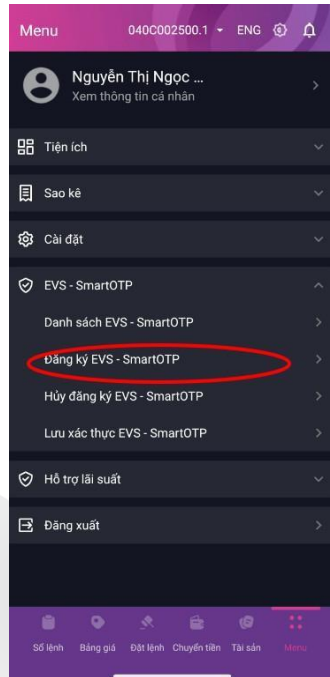 Menu 040C002500.1 ENG
Nguyễn Thị Ngọc ...
Xem thông tin cá nhân
Tiện ích
Sao kê
Cài đặt
EVS - SmartOTP
Danh sách EVS - SmartOTP
Đăng ký EVS - SmartOTP
Hủy đăng ký EVS - SmartOTP
Lưu xác thực EVS - SmartOTP
Hỗ trợ lãi suất
Đăng xuất
Sổ lệnh Bảng giá Đặt lệnh Chuyển tiền Tài sản Menu